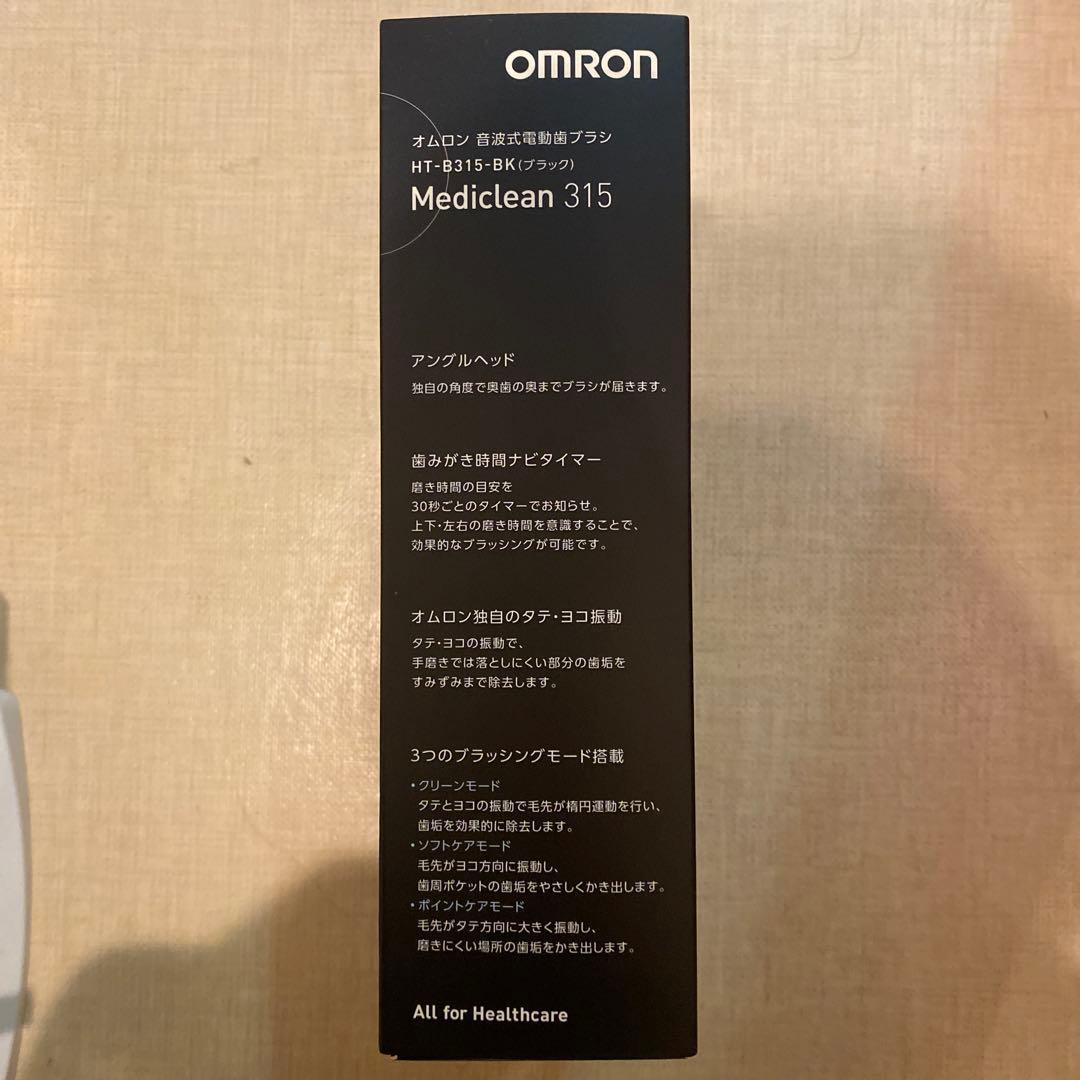 OMRON
オムロン 音波式電動歯ブラシ
HT-B315-BK(ブラック)
Mediclean 315
アングルヘッド
独自の角度で奥歯の奥までブラシが届きます。
歯みがき時間ナビタイマー
磨き時間の目安を
30秒ごとのタイマーでお知らせ。
上下・左右の磨き時間を意識することで、
効果的なブラッシングが可能です。
オムロン独自のタテ・ヨコ振動
タテ・ヨコの振動で、
手磨きでは落としにくい部分の歯垢を
すみずみまで除去します。
3つのブラッシングモード搭載
・クリーンモード
タテとヨコの振動で毛先が楕円運動を行い、
歯垢を効果的に除去します。
・ソフトケアモード
毛先がヨコ方向に振動し、
歯周ポケットの歯垢をやさしくかき出します。
・ポイントケアモード
毛先がタテ方向に大きく振動し、
磨きにくい場所の歯垢をかき出します。
All for Healthcare